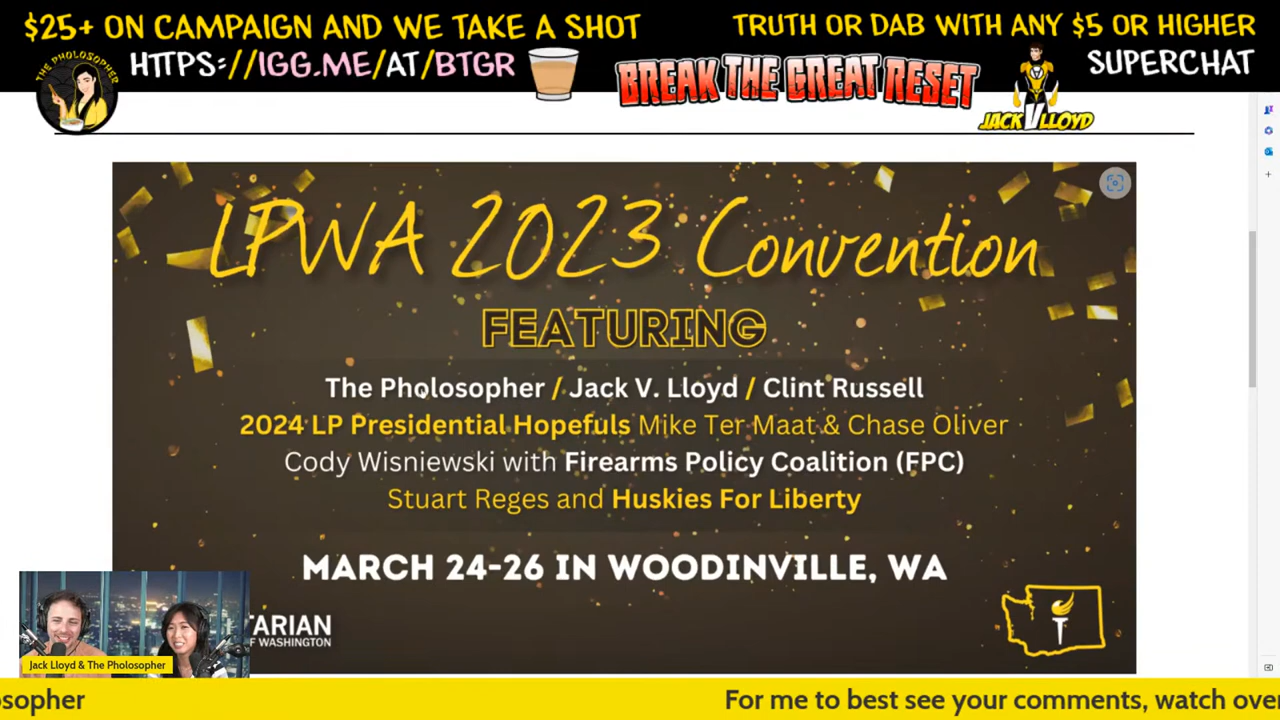 $25+ ON CAMPAIGN AND WE TAKE A SHOT
TRUTH OR DAB WITH ANY $5 OR HIGHER
HTTPS://IGG.ME/AT/BTGR
SUPERCHAT
THE PHOLOSOPHER
BREAK THE GREAT RESET
JACK V LLOYD
LPWA 2023 Convention
FEATURING
The Pholosopher / Jack V. Lloyd / Clint Russell
2024 LP Presidential Hopefuls Mike Ter Maat & Chase Oliver
Cody Wisniewski with Firearms Policy Coalition (FPC)
Stuart Reges and Huskies For Liberty
MARCH 24-26 IN WOODINVILLE, WA
TARIAN
OF WASHINGTON
Jack Lloyd & The Pholosopher
osopher
For me to best see your comments, watch over